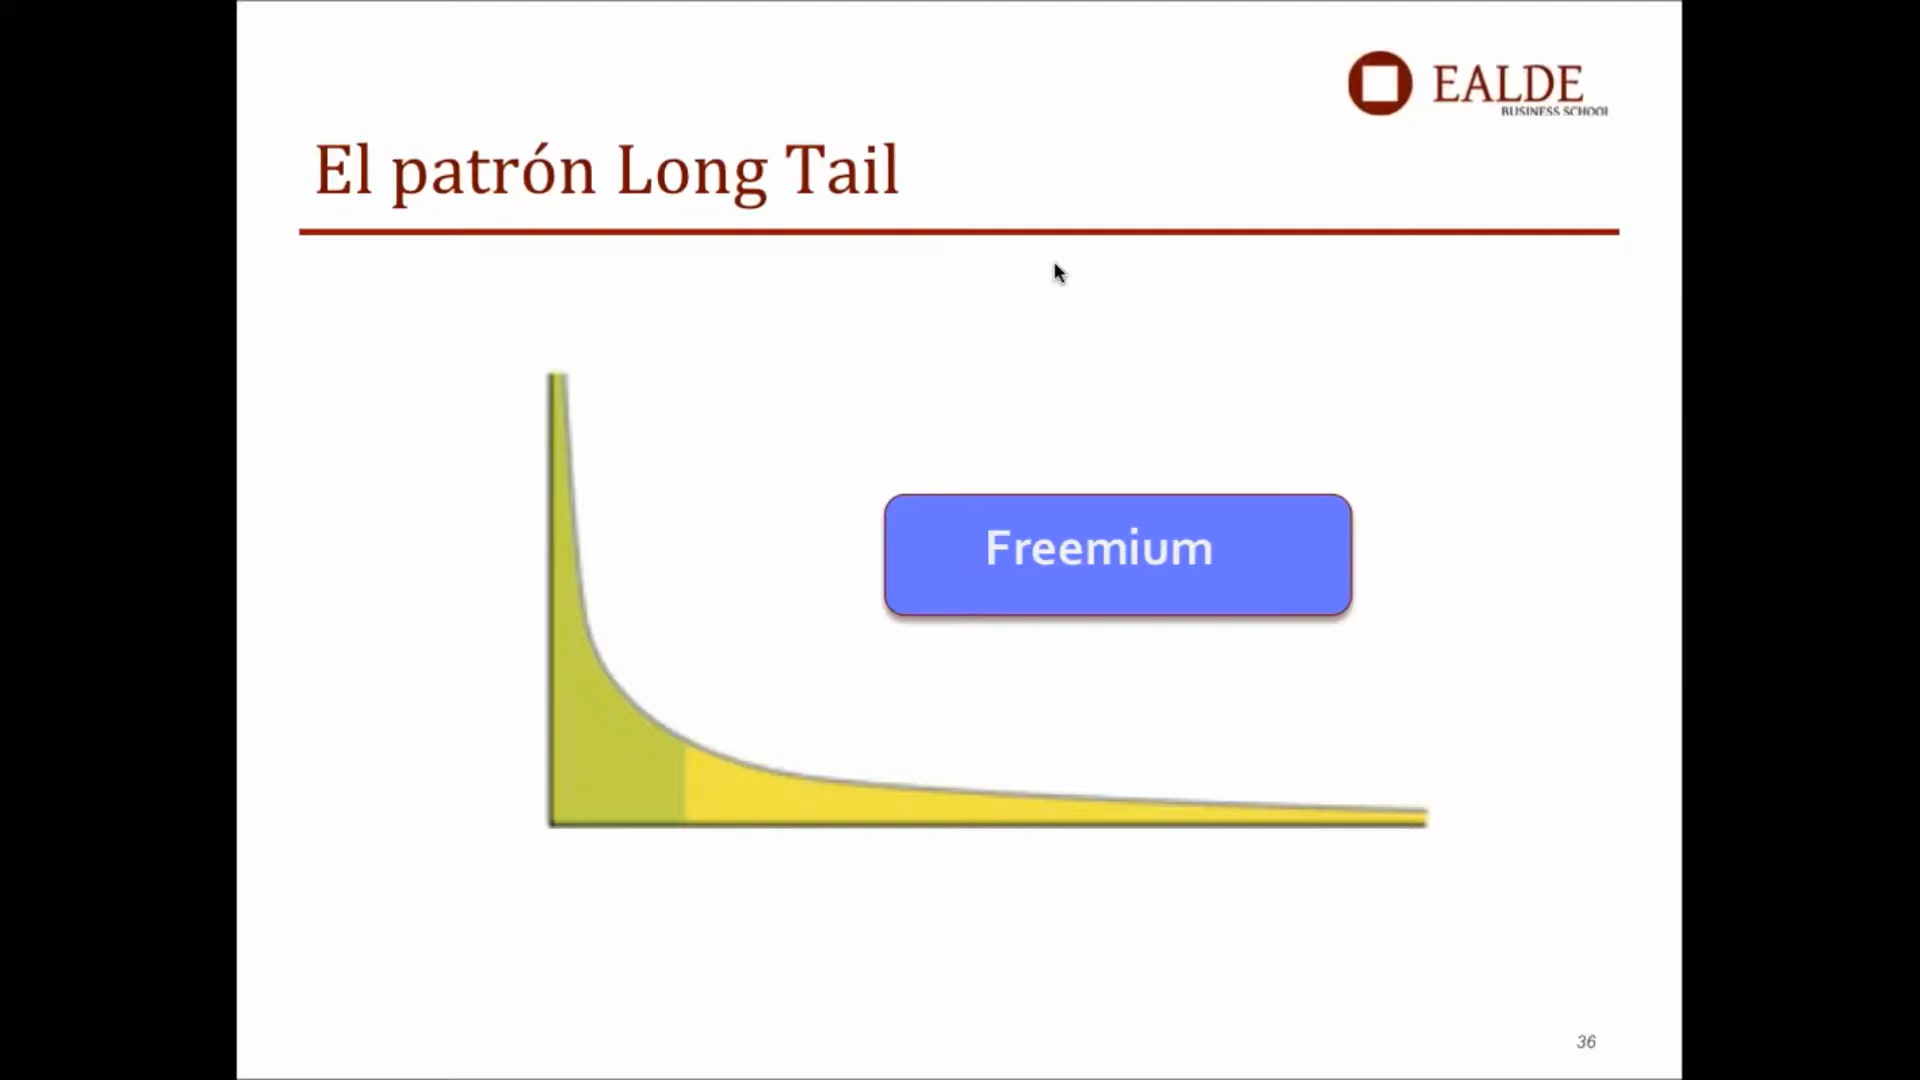 EALDE
BUSINESS SCHOOL
El patrón Long Tail
Freemium
36